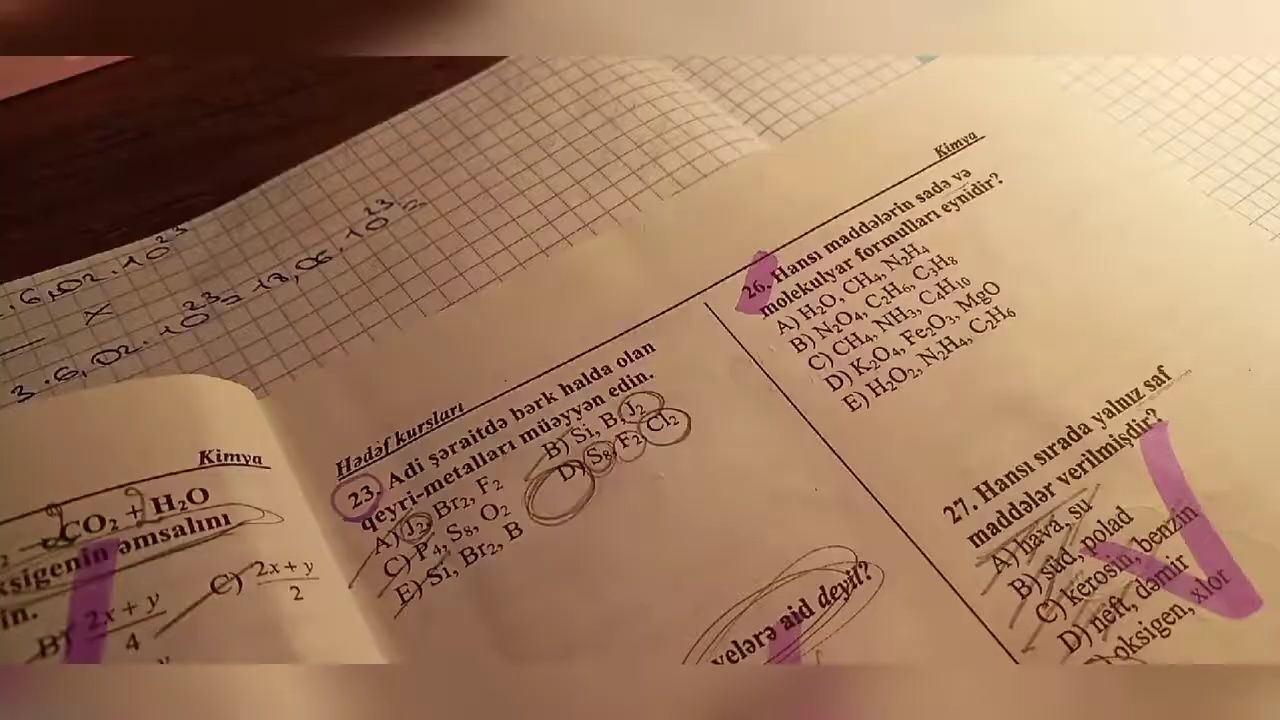 .6,02.10²³
x
3.6,02.10²³=18,06.10²³=
Kimya
CO₂ + H₂O
ksigenin əmsalını
in.
B) 2x + y / 4
C) 2x + y / 2
Hədəf kursları
23. Adi şəraitdə bərk halda olan
qeyri-metalları müəyyən edin.
A) J₂, Br₂, F₂
B) Si, B, J₂
C) P₄, S₈, O₂
D) S₈, F₂, Cl₂
E) Si, Br₂, B
aid deyil?
Kimya
26. Hansı maddələrin sadə və
molekulyar formulları eynidir?
A) H₂O, CH₄, N₂H₄
B) N₂O₄, C₂H₆, C₃H₈
C) CH₄, NH₃, C₄H₁₀
D) K₂O₄, Fe₂O₃, MgO
E) H₂O₂, N₂H₄, C₂H₆
27. Hansı sırada yalnız saf
maddələr verilmişdir?
A) hava, su
B) süd, polad
C) kerosin, benzin
D) neft, dəmir
oksigen, xlor